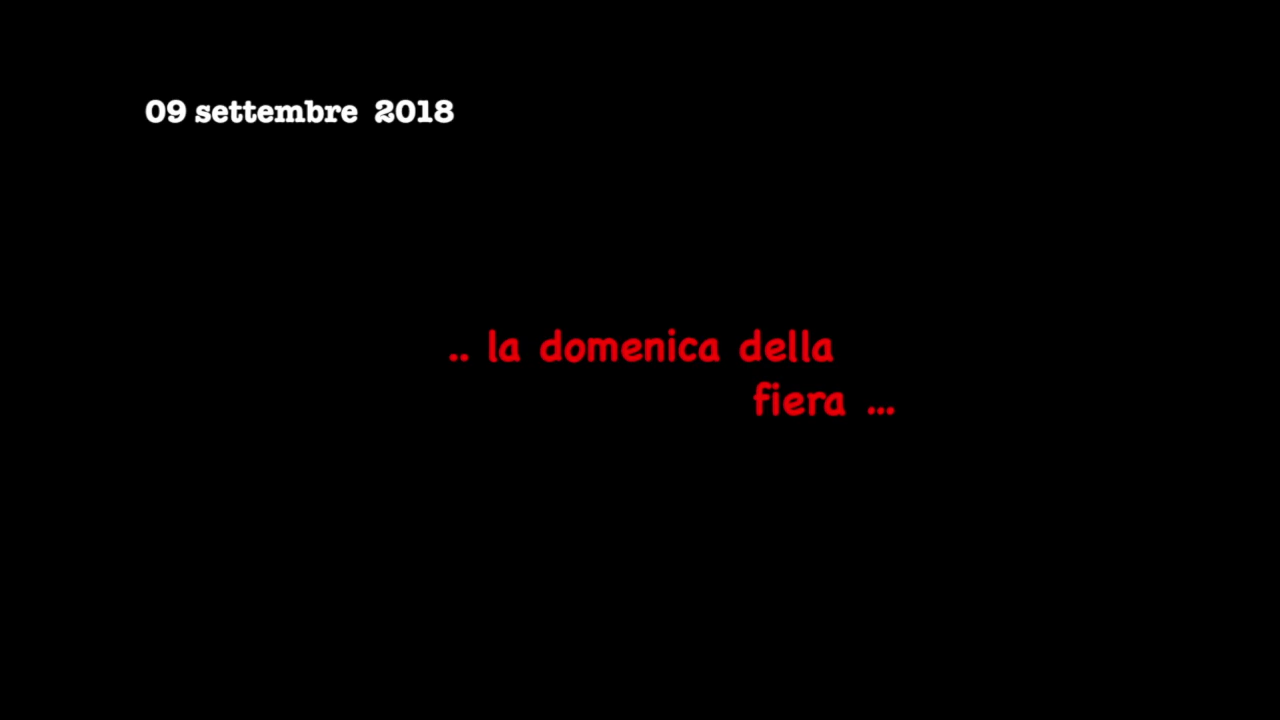 09 settembre 2018
.. la domenica della
fiera ...